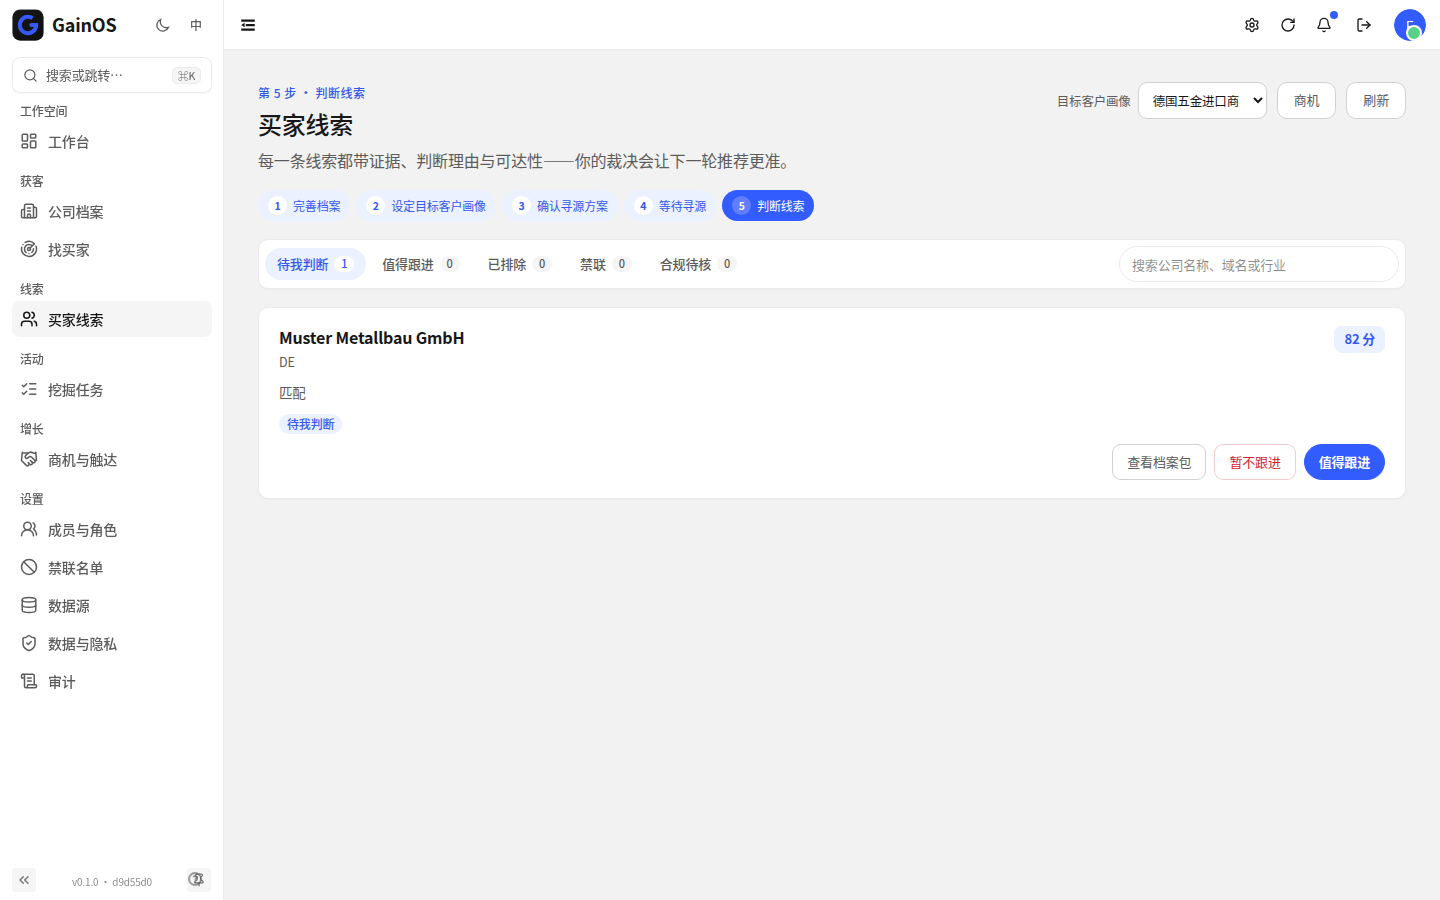 GainOS
中
搜索或跳转… ⌘K
工作空间
工作台
获客
公司档案
找买家
线索
买家线索
活动
挖掘任务
增长
商机与触达
设置
成员与角色
禁联名单
数据源
数据与隐私
审计
v0.1.0 · d9d55d0
第 5 步 · 判断线索
买家线索
每一条线索都带证据、判断理由与可达性——你的裁决会让下一轮推荐更准。
目标客户画像 德国五金进口商 商机 刷新
1 完善档案 2 设定目标客户画像 3 确认寻源方案 4 等待寻源 5 判断线索
待我判断 1 值得跟进 0 已排除 0 禁联 0 合规待核 0 搜索公司名称、域名或行业
Muster Metallbau GmbH 82 分
DE
匹配
待我判断
查看档案包 暂不跟进 值得跟进